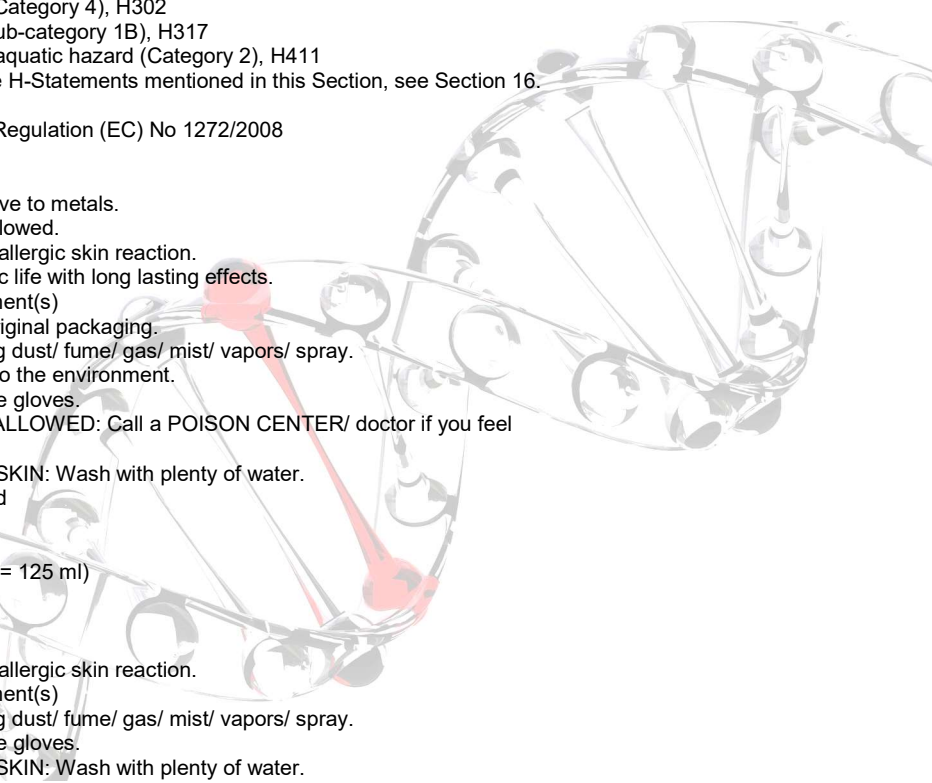 Category 4), H302
ub-category 1B), H317
aquatic hazard (Category 2), H411
e H-Statements mentioned in this Section, see Section 16.
Regulation (EC) No 1272/2008
ve to metals.
lowed.
allergic skin reaction.
c life with long lasting effects.
nent(s)
riginal packaging.
g dust/ fume/ gas/ mist/ vapors/ spray.
o the environment.
e gloves.
ALLOWED: Call a POISON CENTER/ doctor if you feel
SKIN: Wash with plenty of water.
d
= 125 ml)
allergic skin reaction.
nent(s)
g dust/ fume/ gas/ mist/ vapors/ spray.
e gloves.
SKIN: Wash with plenty of water.